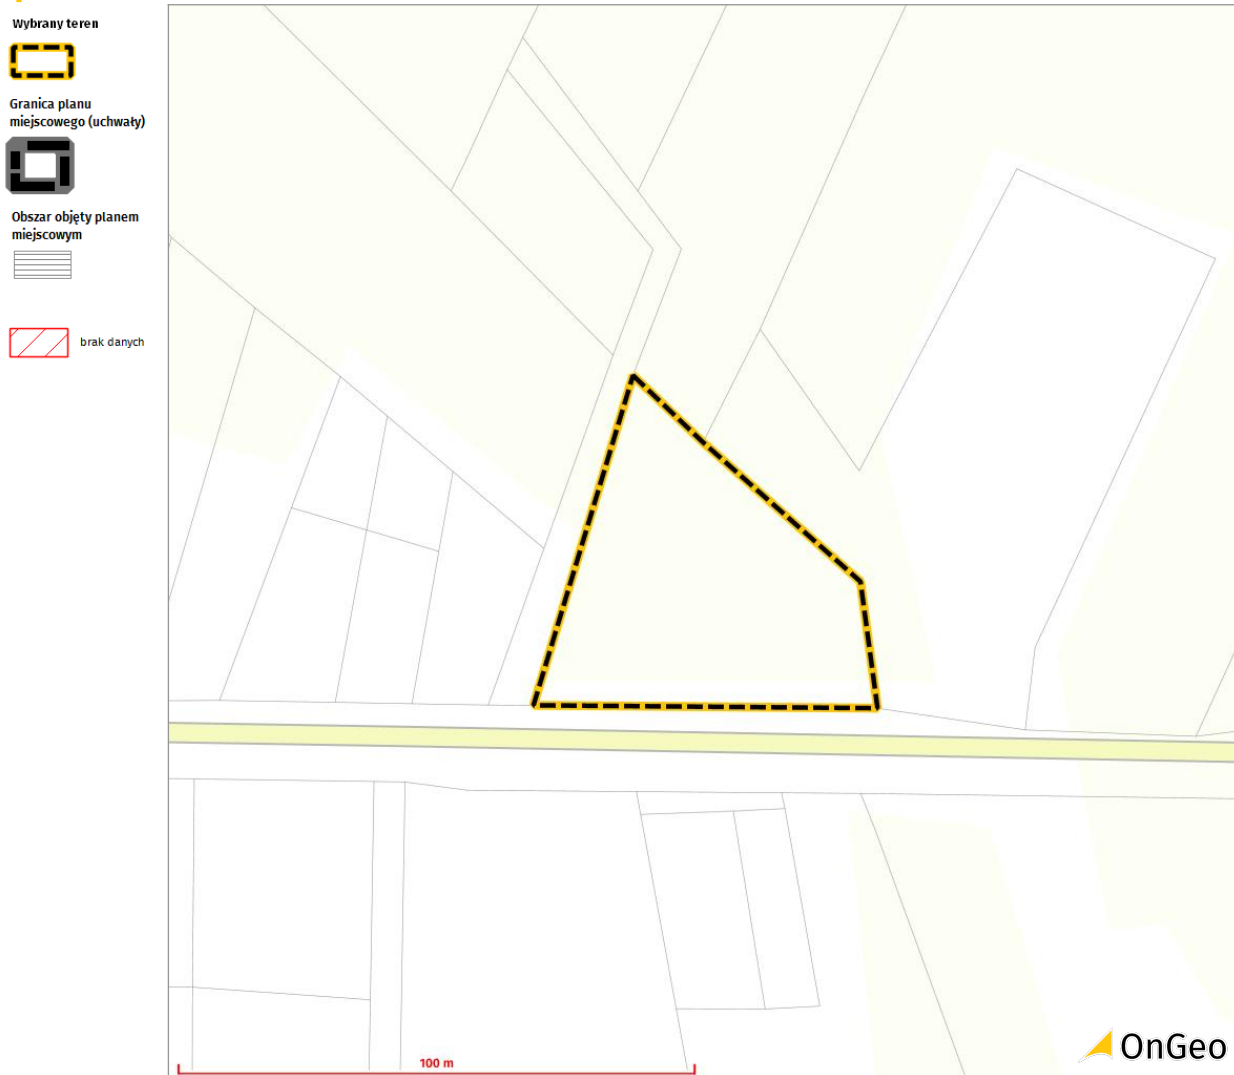 Wybrany teren
Granica planu
miejscowego (uchwały)
Obszar objęty planem
miejscowym
brak danych
100 m
OnGeo